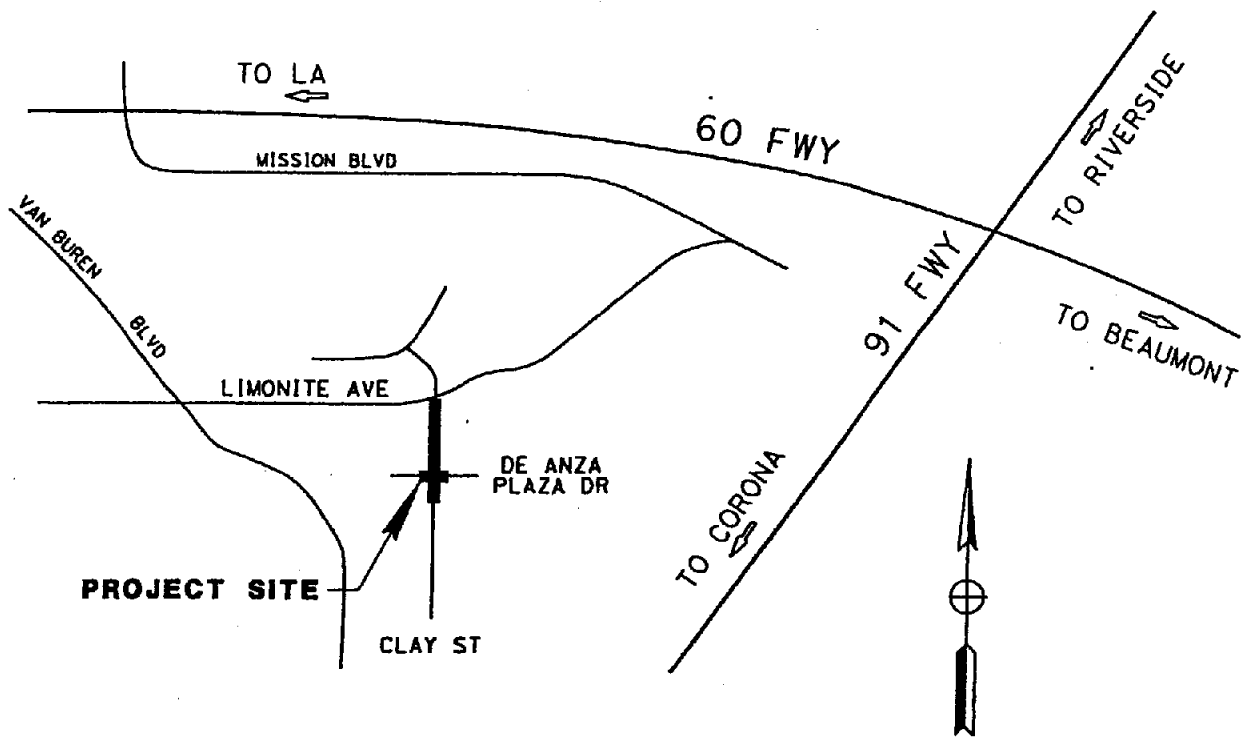 TO LA
60 FWY
TO RIVERSIDE
MISSION BLVD
VAN BUREN
BLVD
91 FWY
TO BEAUMONT
LIMONITE AVE
DE ANZA
PLAZA DR
TO CORONA
PROJECT SITE
CLAY ST